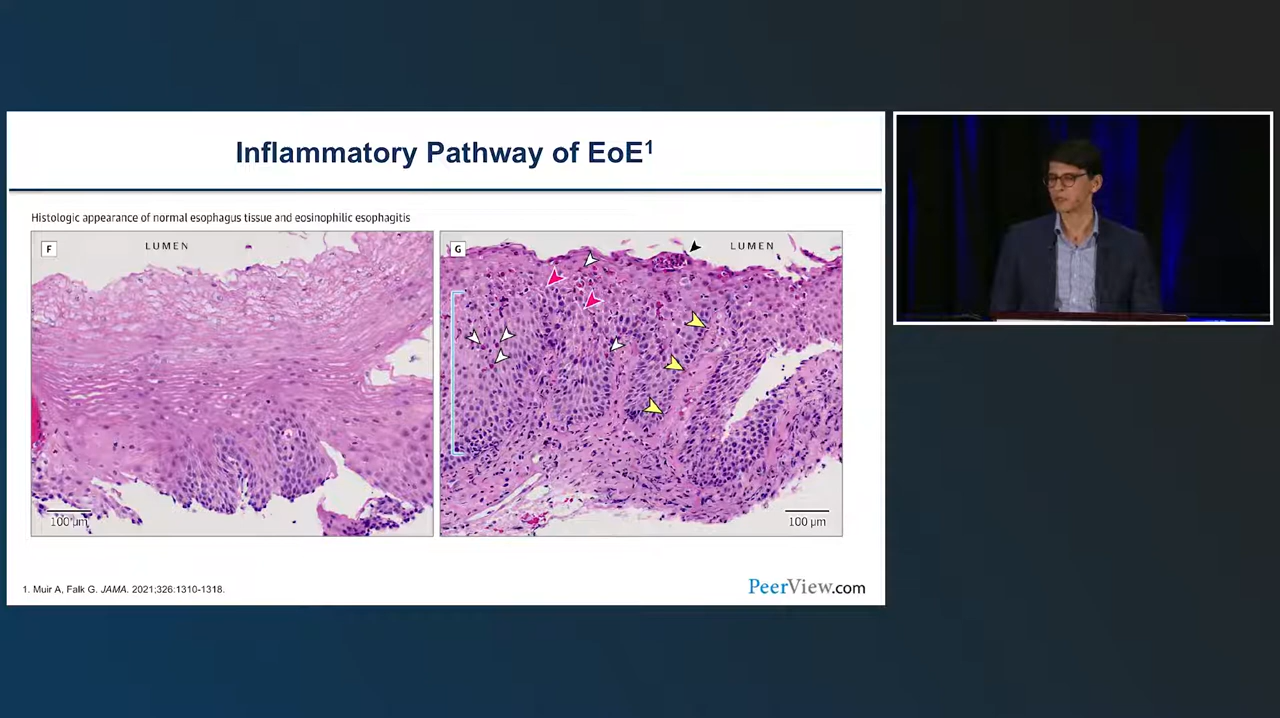 Inflammatory Pathway of EoE1
Histologic appearance of normal esophagus tissue and eosinophilic esophagitis
F
LUMEN
100 µm
G
LUMEN
100 µm
1. Muir A, Falk G. JAMA. 2021;326:1310-1318.
PeerView.com